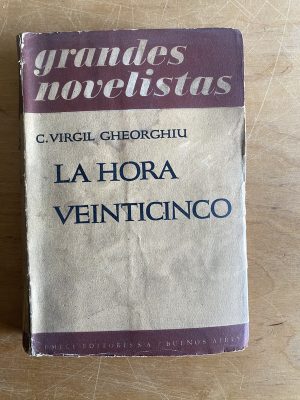 grandes
novelistas
C. VIRGIL GHEORGHIU
LA HORA
VEINTICINCO
EMECÉ EDITORES S.A. / BUENOS AIRES